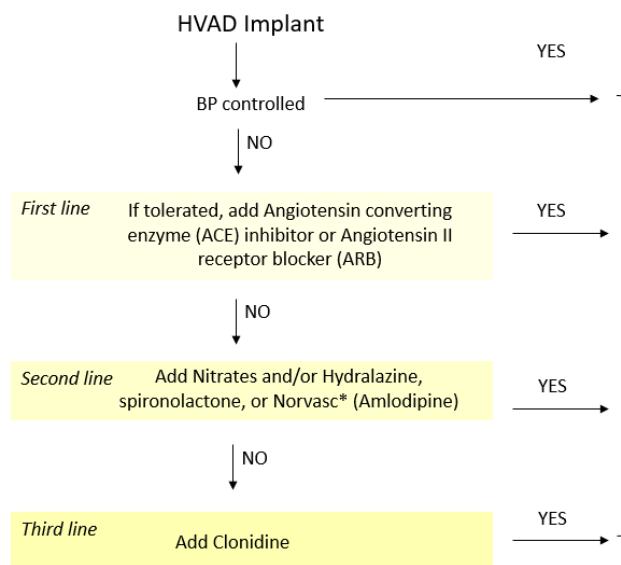 HVAD Implant
YES
BP controlled
NO
First line
If tolerated, add Angiotensin converting
enzyme (ACE) inhibitor or Angiotensin II
receptor blocker (ARB)
YES
NO
Second line
Add Nitrates and/or Hydralazine,
spironolactone, or Norvasc* (Amlodipine)
YES
NO
Third line
Add Clonidine
YES